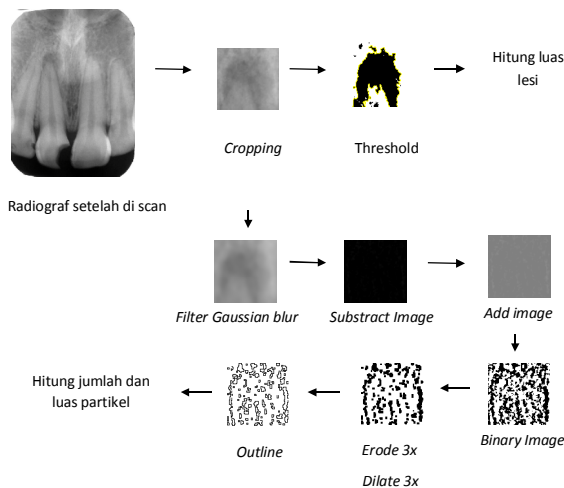 Hitung luas
lesi
Cropping
Threshold
Radiograf setelah di scan
Filter Gaussian blur
Substract Image
Add image
Hitung jumlah dan
luas partikel
Outline
Erode 3x
Dilate 3x
Binary Image